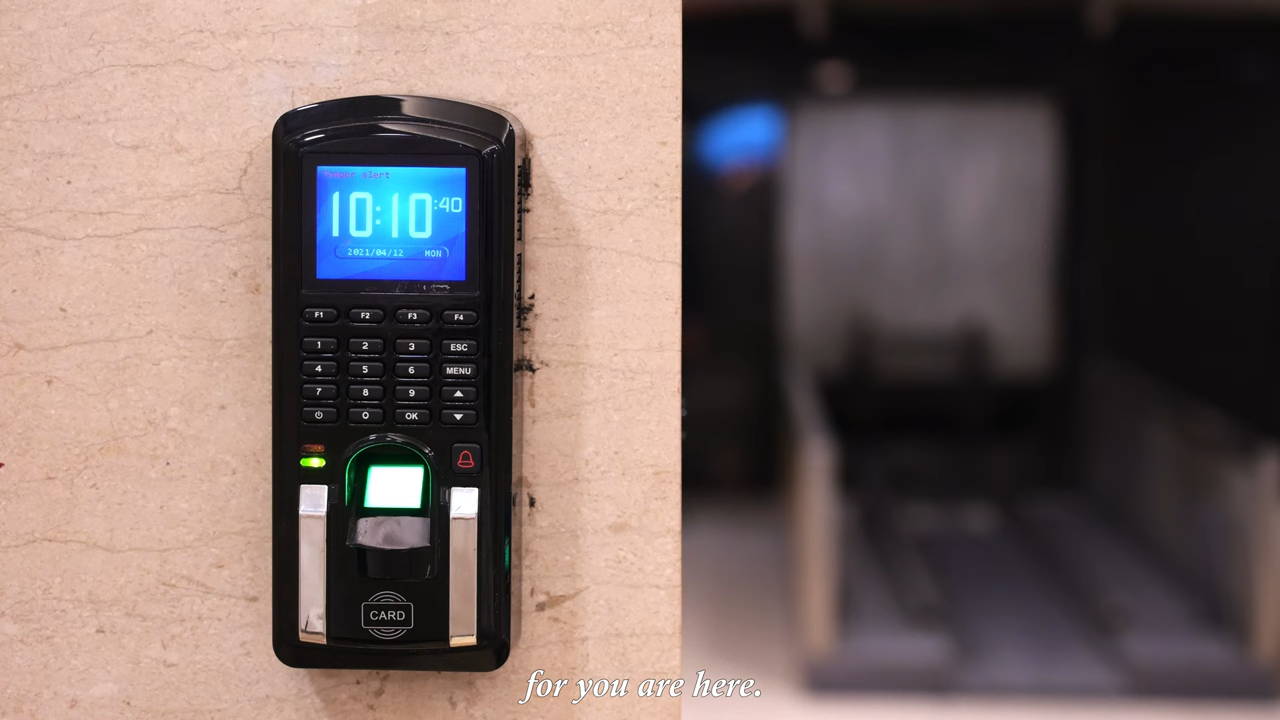 Tamper alert
10:10:40
2021/04/12 MON
F1 F2 F3 F4
1 2 3 ESC
4 5 6 MENU
7 8 9
0 OK
CARD
for you are here.